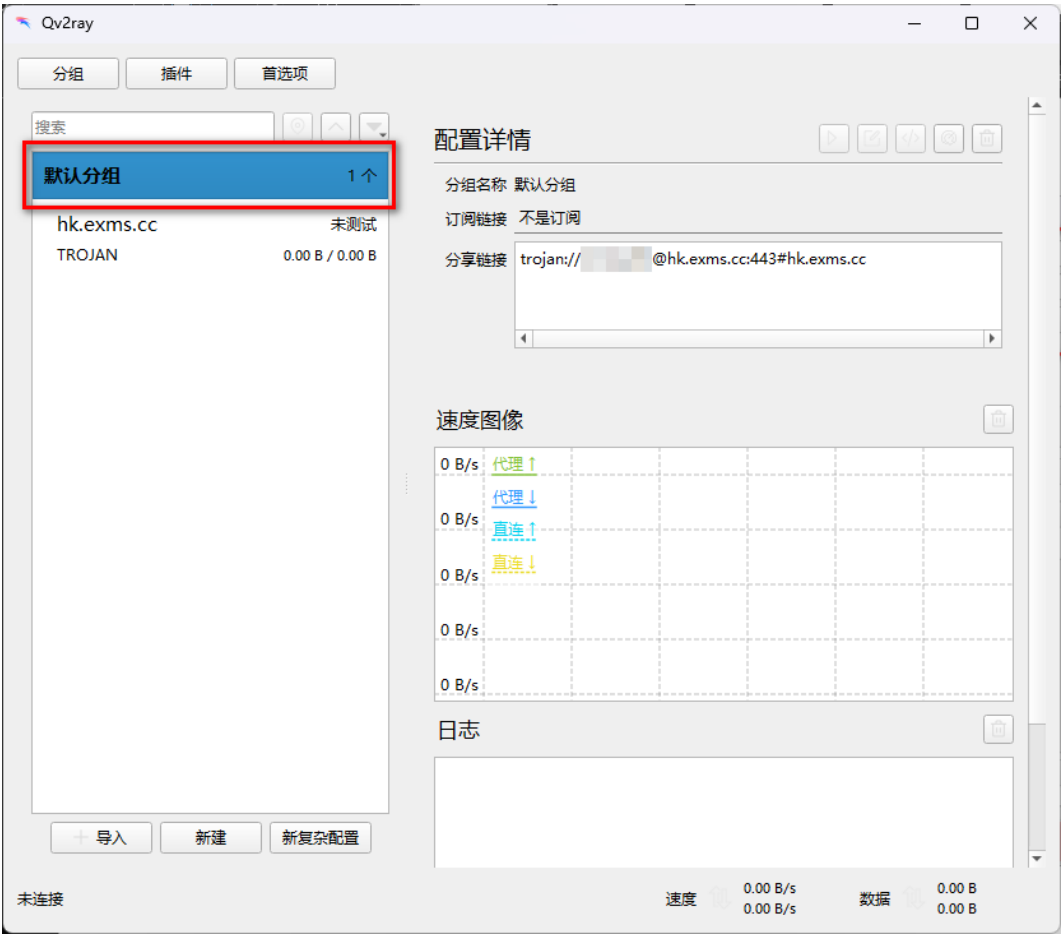 Qv2ray
分组 插件 首选项
搜索
默认分组 1个
hk.exms.cc 未测试
TROJAN 0.00 B / 0.00 B
导入 新建 新复杂配置
配置详情
分组名称 默认分组
订阅链接 不是订阅
分享链接 trojan:// @hk.exms.cc:443#hk.exms.cc
速度图像
0 B/s 代理↑
代理↓
0 B/s 直连↑
直连↓
0 B/s
0 B/s
0 B/s
日志
未连接 速度 0.00 B/s 数据 0.00 B
0.00 B/s 0.00 B